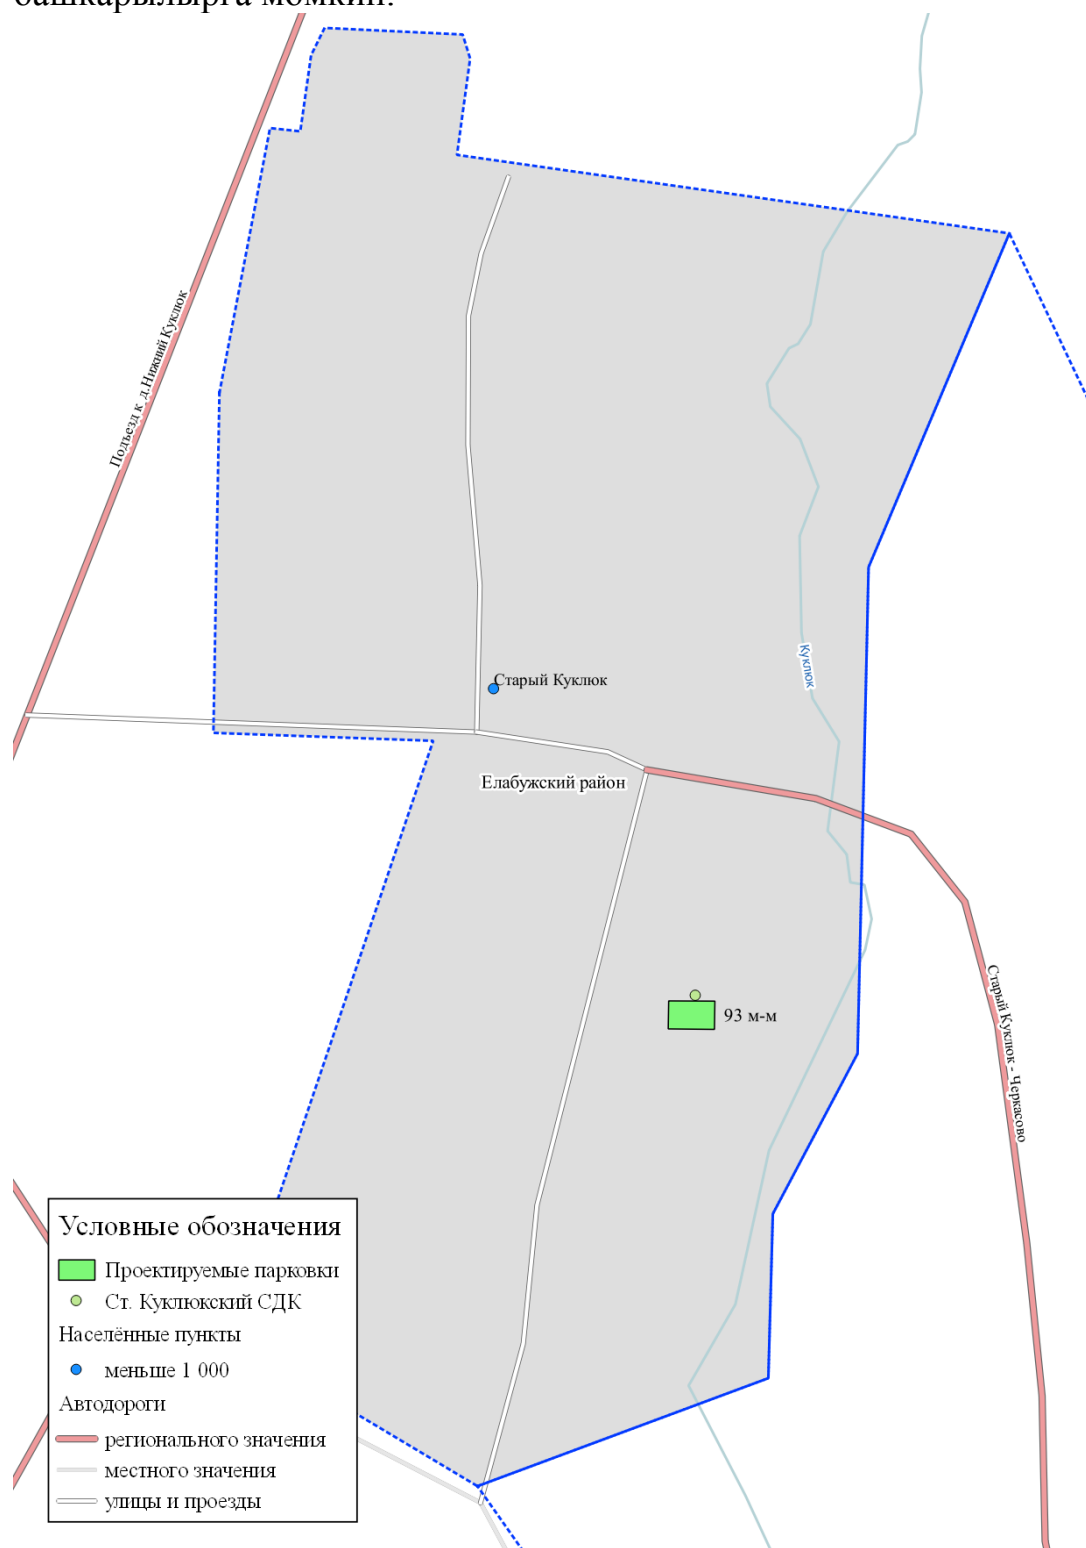 башкарылырга мөмкин.
Подъезд к д.Нижний Куклюк
Старый Куклюк
Куклюк
Елабужский район
93 м-м
Старый Куклюк - Черкасово
Условные обозначения
Проектируемые парковки
Ст. Куклюкский СДК
Населённые пункты
меньше 1 000
Автодороги
регионального значения
местного значения
улицы и проезды